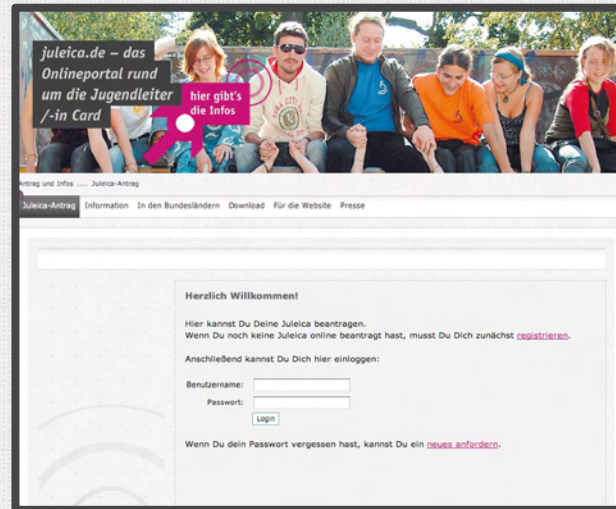 juleica.de – das
Onlineportal rund
um die Jugendleiter
/-in Card
hier gibt's
die Infos
Antrag und Infos .... Juleica-Antrag
Juleica-Antrag Information In den Bundesländern Download Für die Website Presse
Herzlich Willkommen!
Hier kannst Du Deine Juleica beantragen.
Wenn Du noch keine Juleica online beantragt hast, musst Du Dich zunächst registrieren.
Anschließend kannst Du Dich hier einloggen:
Benutzername:
Passwort:
Login
Wenn Du dein Passwort vergessen hast, kannst Du ein neues anfordern.